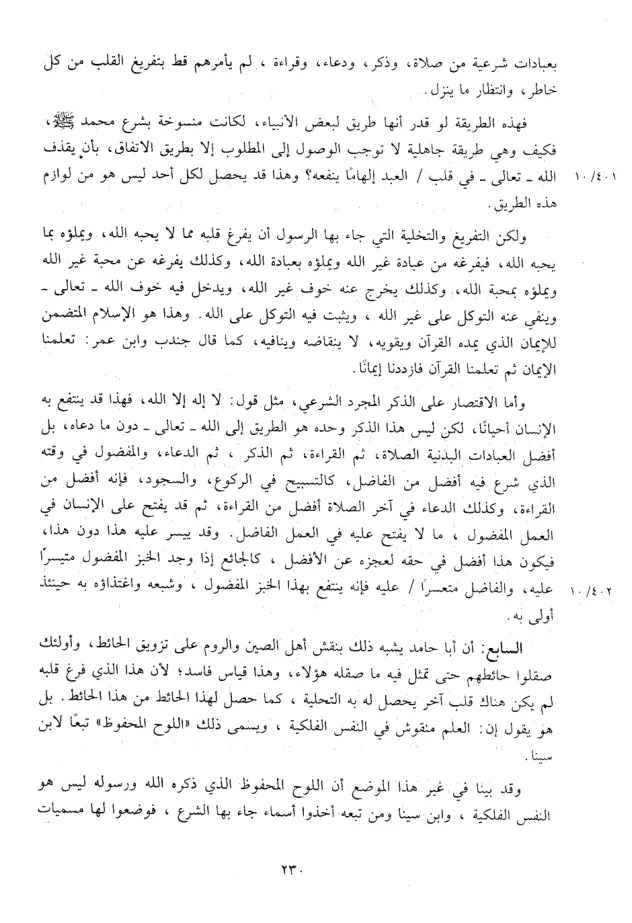 بعبادات شرعية من صلاة، وذكر، ودعاء، وقراءة ، لم يأمرهم قط بتفريغ القلب من كل
خاطر، وانتظار ما ينزل.
فهذه الطريقة لو قدر أنها طريق لبعض الأنبياء، لكانت منسوخة بشرع محمد ﷺ،
فكيف وهي طريقة جاهلية لا توجب الوصول إلى المطلوب إلا بطريق الاتفاق، بأن يقذف
١٠/٤٠١ الله ـ تعالى ـ في قلب / العبد إلهامًا ينفعه؟ وهذا قد يحصل لكل أحد ليس هو من لوازم
هذه الطريق.
ولكن التفريغ والتخلية التي جاء بها الرسول أن يفرغ قلبه مما لا يحبه الله، ويملؤه بما
يحبه الله، فيفرغه من عبادة غير الله ويملؤه بعبادة الله، وكذلك يفرغه عن محبة غير الله
ويملؤه بمحبة الله، وكذلك يخرج عنه خوف غير الله، ويدخل فيه خوف الله ـ تعالى ـ
وينفي عنه التوكل على غير الله ، ويثبت فيه التوكل على الله. وهذا هو الإسلام المتضمن
للإيمان الذي يمده القرآن ويقويه، لا يناقضه وينافيه، كما قال جندب وابن عمر: تعلمنا
الإيمان ثم تعلمنا القرآن فازددنا إيمانًا.
وأما الاقتصار على الذكر المجرد الشرعي، مثل قول: لا إله إلا الله، فهذا قد ينتفع به
الإنسان أحيانًا، لكن ليس هذا الذكر وحده هو الطريق إلى الله ـ تعالى ـ دون ما دعاه، بل
أفضل العبادات البدنية الصلاة، ثم القراءة، ثم الذكر ، ثم الدعاء، والمفضول في وقته
الذي شرع فيه أفضل من الفاضل، كالتسبيح في الركوع، والسجود، فإنه أفضل من
القراءة، وكذلك الدعاء في آخر الصلاة أفضل من القراءة، ثم قد يفتح على الإنسان في
العمل المفضول ، ما لا يفتح عليه في العمل الفاضل. وقد ييسر عليه هذا دون هذا،
فيكون هذا أفضل في حقه لعجزه عن الأفضل ، كالجائع إذا وجد الخبز المفضول متيسرًا
١٠/٤٠٢ عليه، والفاضل متعسرًا / عليه فإنه ينتفع بهذا الخبز المفضول ، وشبعه واغتذاؤه به حينئذ
أولى به.
السابع: أن أبا حامد يشبه ذلك بنقش أهل الصين والروم على تزويق الحائط، وأولئك
صقلوا حائطهم حتى تمثل فيه ما صقله هؤلاء، وهذا قياس فاسد؛ لأن هذا الذي فرغ قلبه
لم يكن هناك قلب آخر يحصل له به التحلية ، كما حصل لهذا الحائط من هذا الحائط. بل
هو يقول إن: العلم منقوش في النفس الفلكية ، ويسمى ذلك «اللوح المحفوظ» تبعًا لابن
سينا.
وقد بينا في غير هذا الموضع أن اللوح المحفوظ الذي ذكره الله ورسوله ليس هو
النفس الفلكية ، وابن سينا ومن تبعه أخذوا أسماء جاء بها الشرع ، فوضعوا لها مسميات
٢٣٠